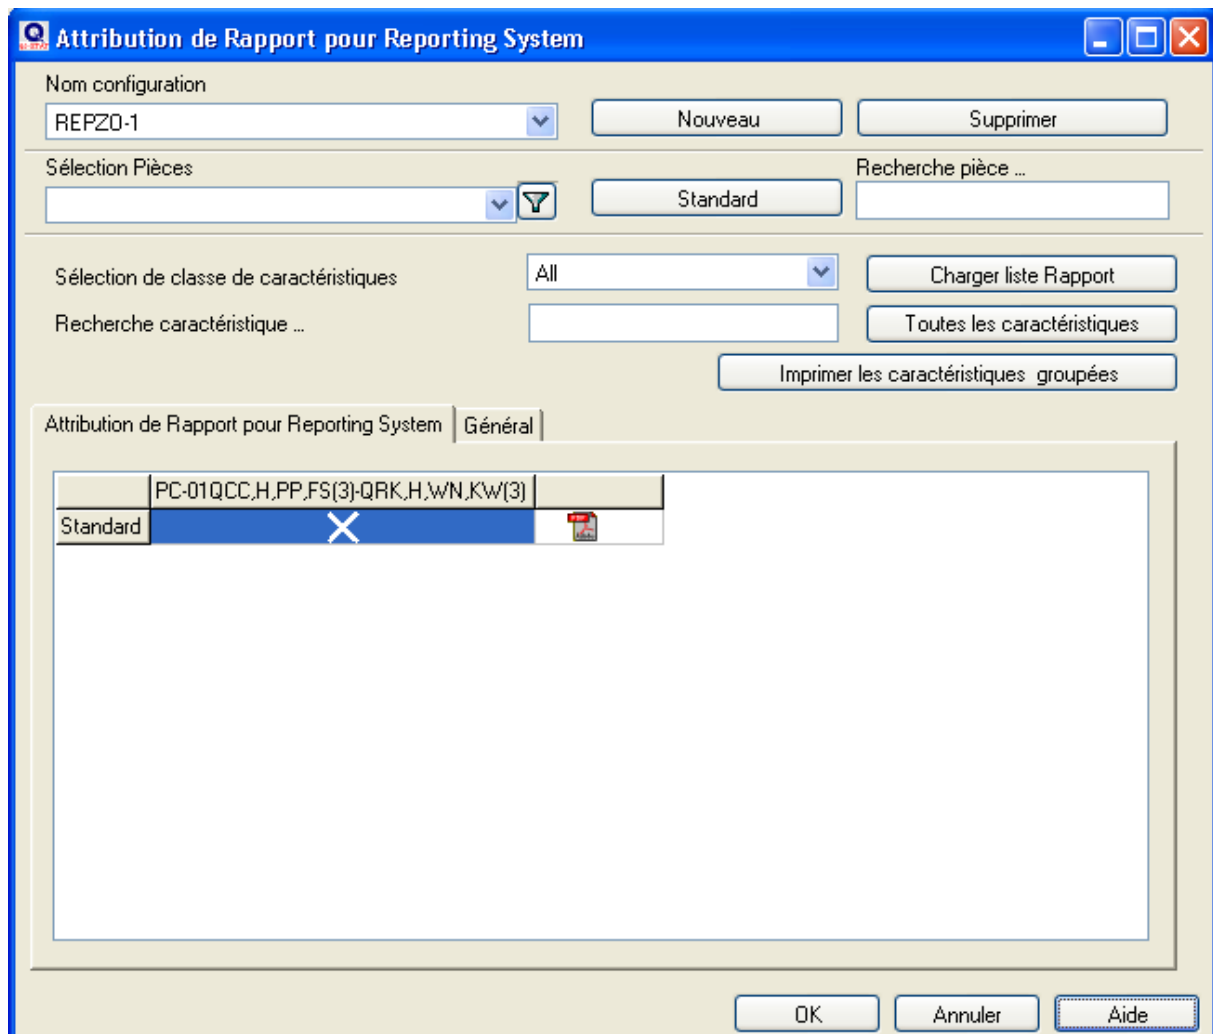 Attribution de Rapport pour Reporting System
Nom configuration
REPZO-1
Nouveau
Supprimer
Sélection Pièces
Recherche pièce ...
Standard
Sélection de classe de caractéristiques
All
Charger liste Rapport
Recherche caractéristique ...
Toutes les caractéristiques
Imprimer les caractéristiques groupées
Attribution de Rapport pour Reporting System
Général
PC-01QCC,H,PP,FS(3)-QRK,H,WN,KW(3)
Standard
OK
Annuler
Aide